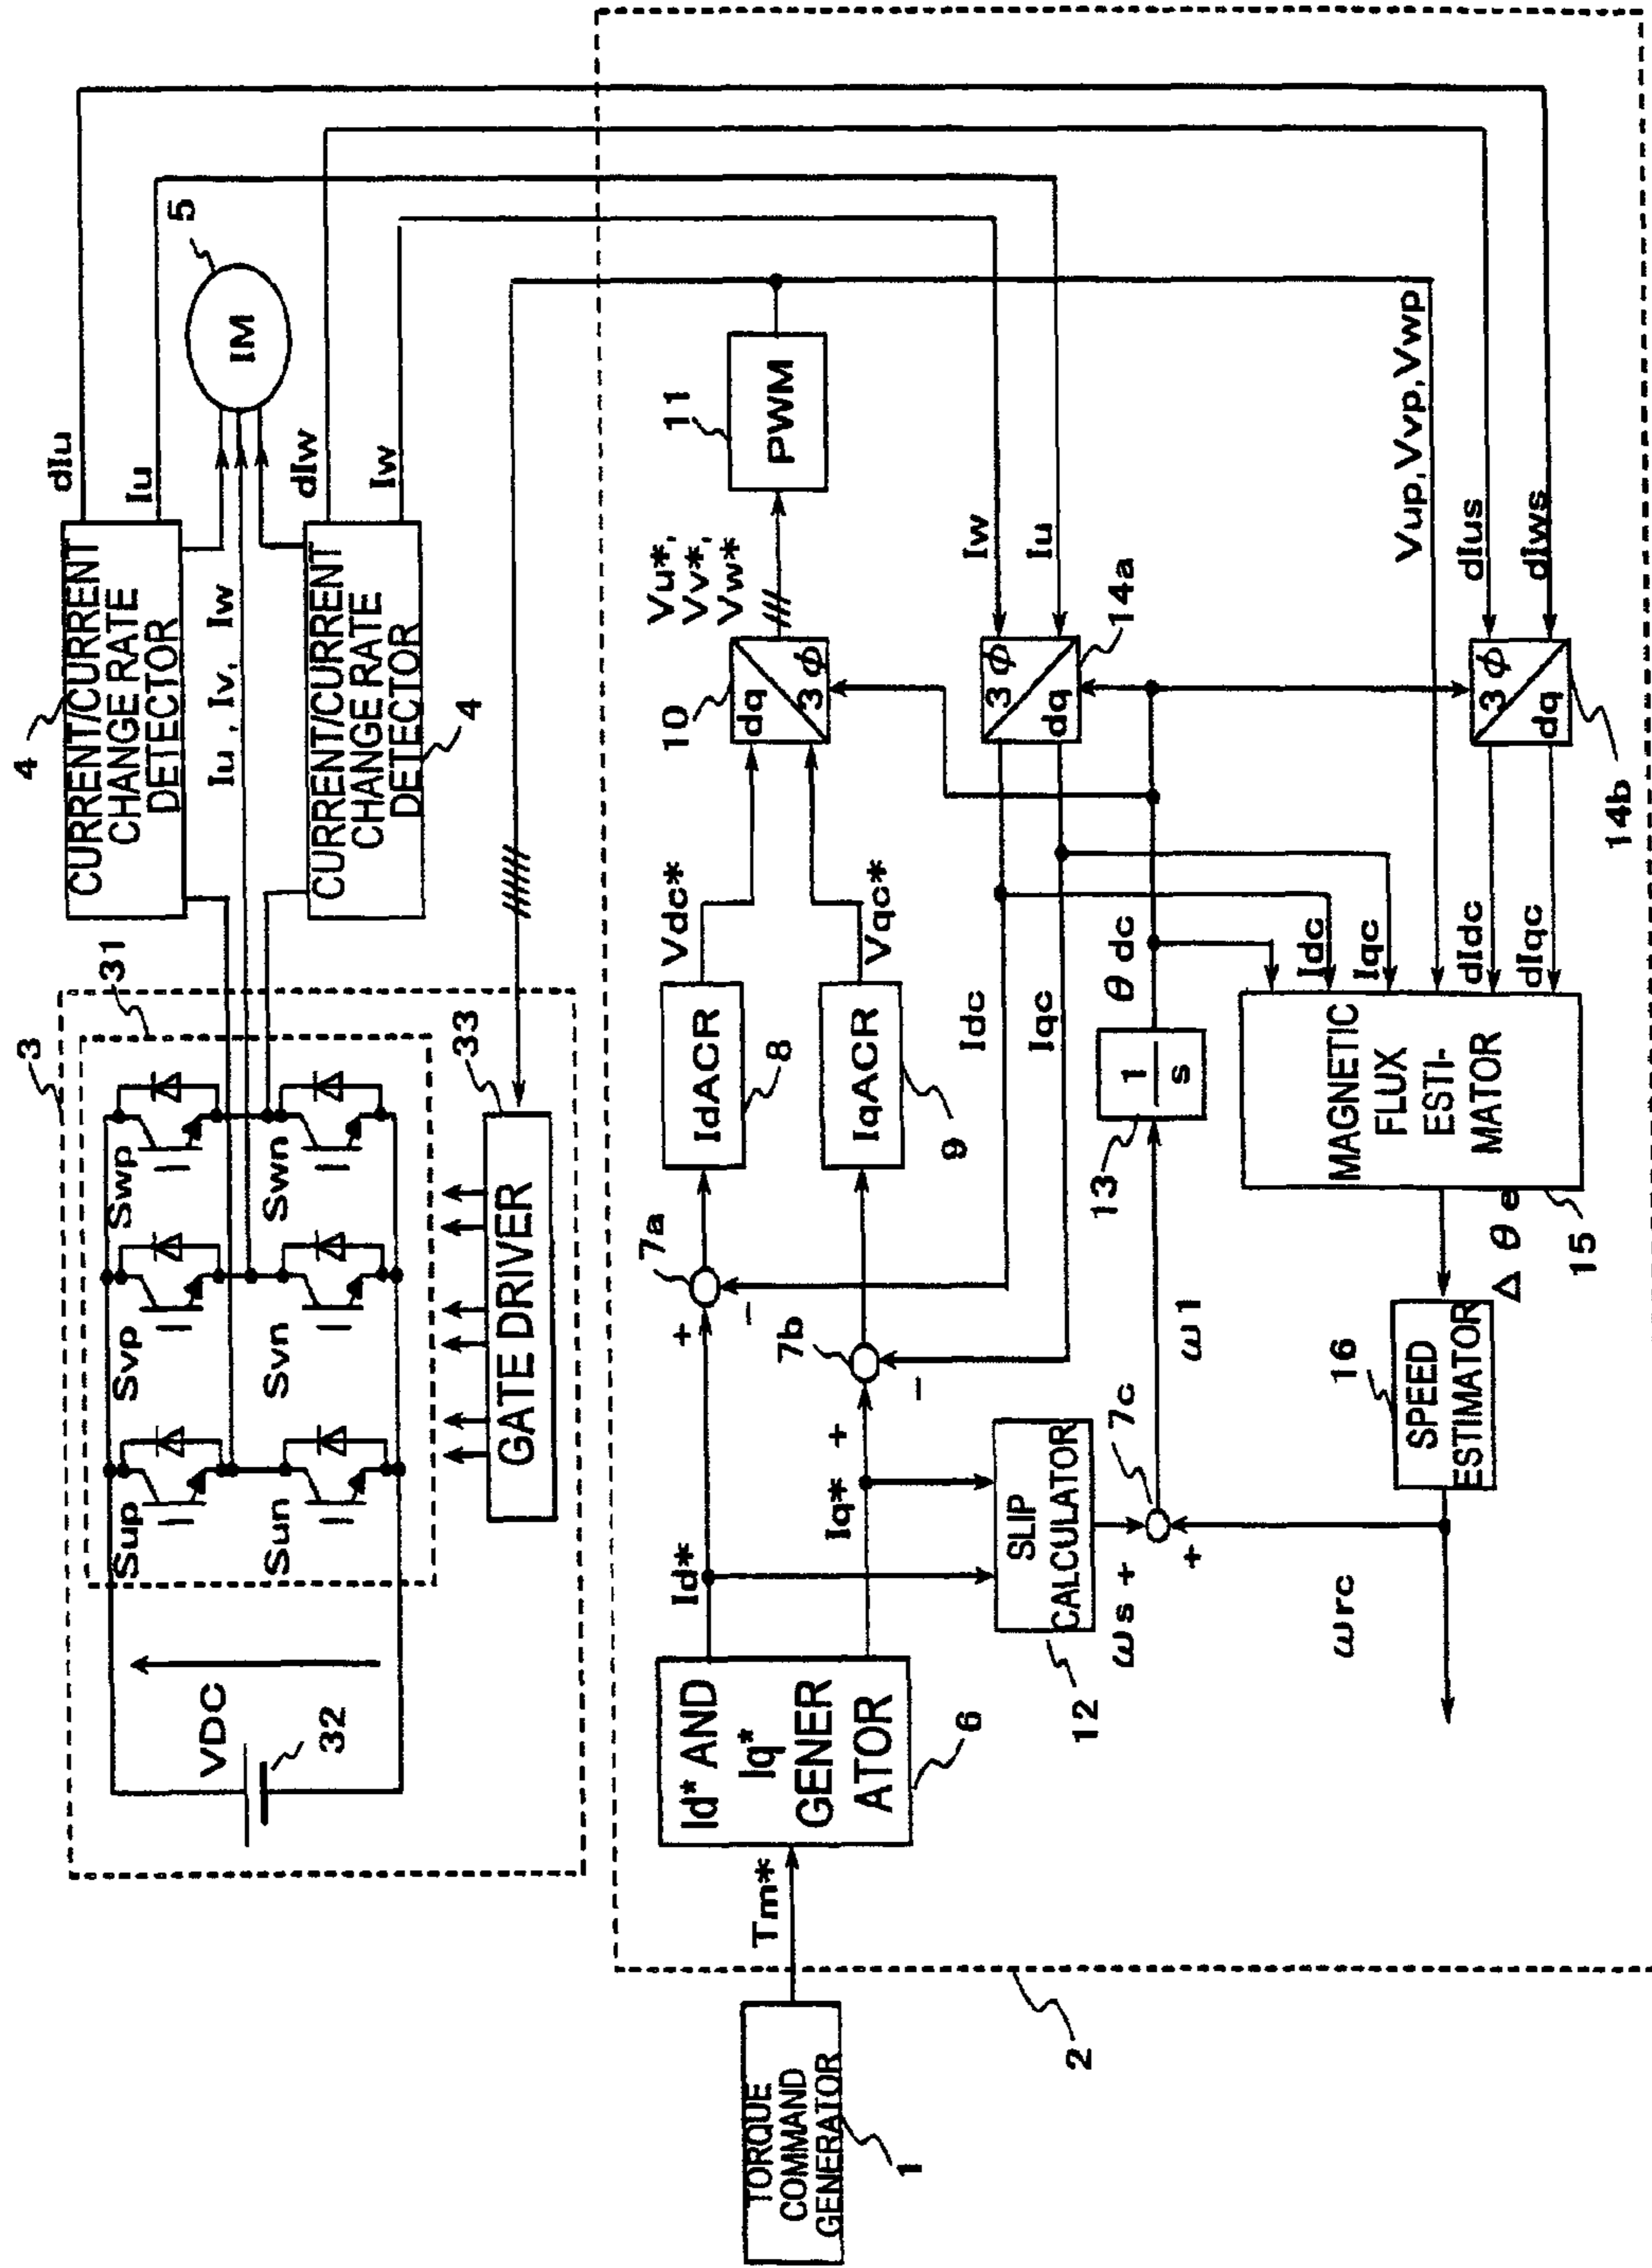 3
31
VDC
32
Sup
Svp
Swp
Sun
Svn
Swn
GATE DRIVER
33
4
CURRENT/CURRENT
CHANGE RATE
DETECTOR
dIu
Iu
Iu , Iv, Iw
CURRENT/CURRENT
CHANGE RATE
DETECTOR
4
dIw
Iw
5
IM
TORQUE
COMMAND
GENERATOR
1
2
Tm*
Id* AND
Iq*
GENER
ATOR
6
Id*
+
−
7a
IdACR
8
Vdc*
Iq*
+
−
7b
IqACR
9
Vqc*
10
dq
3 φ
Vu*,
Vv*,
Vw*
11
PWM
SLIP
CALCULATOR
12
ωs +
7c
+
ω1
13
1
s
θ dc
Idc
Iqc
3 φ
dq
14a
Iw
Iu
ωrc
16
SPEED
ESTIMATOR
Δ θ e
MAGNETIC
FLUX
ESTI-
MATOR
15
Idc
Iqc
dIdc
dIqc
3 φ
dq
14b
Vup,Vvp,Vwp
dIus
dIws